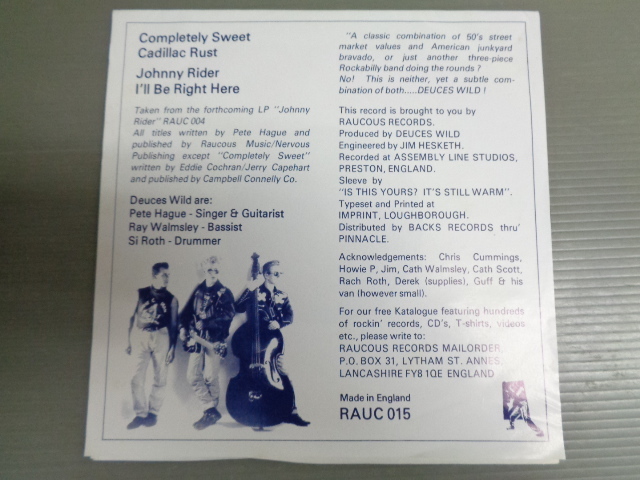 Completely Sweet
Cadillac Rust
Johnny Rider
I'll Be Right Here
Taken from the forthcoming LP "Johnny
Rider" RAUC 004
All titles written by Pete Hague and
published by Raucous Music/Nervous
Publishing except "Completely Sweet"
written by Eddie Cochran/Jerry Capehart
and published by Campbell Connelly Co.
Deuces Wild are:
Pete Hague - Singer & Guitarist
Ray Walmsley - Bassist
Si Roth - Drummer
"A classic combination of 50's street
market values and American junkyard
bravado, or just another three-piece
Rockabilly band doing the rounds ?
No! This is neither, yet a subtle com-
bination of both.....DEUCES WILD !
This record is brought to you by
RAUCOUS RECORDS.
Produced by DEUCES WILD
Engineered by JIM HESKETH.
Recorded at ASSEMBLY LINE STUDIOS,
PRESTON, ENGLAND.
Sleeve by
"IS THIS YOURS? IT'S STILL WARM".
Typeset and Printed at
IMPRINT, LOUGHBOROUGH.
Distributed by BACKS RECORDS thru'
PINNACLE.
Acknowledgements: Chris Cummings,
Howie P, Jim, Cath Walmsley, Cath Scott,
Rach Roth, Derek (supplies), Guff & his
van (however small).
For our free Katalogue featuring hundreds
of rockin' records, CD's, T-shirts, videos
etc., please write to:
RAUCOUS RECORDS MAILORDER
P.O. BOX 31, LYTHAM ST. ANNES,
LANCASHIRE FY8 1QE ENGLAND
Made in England
RAUC 015